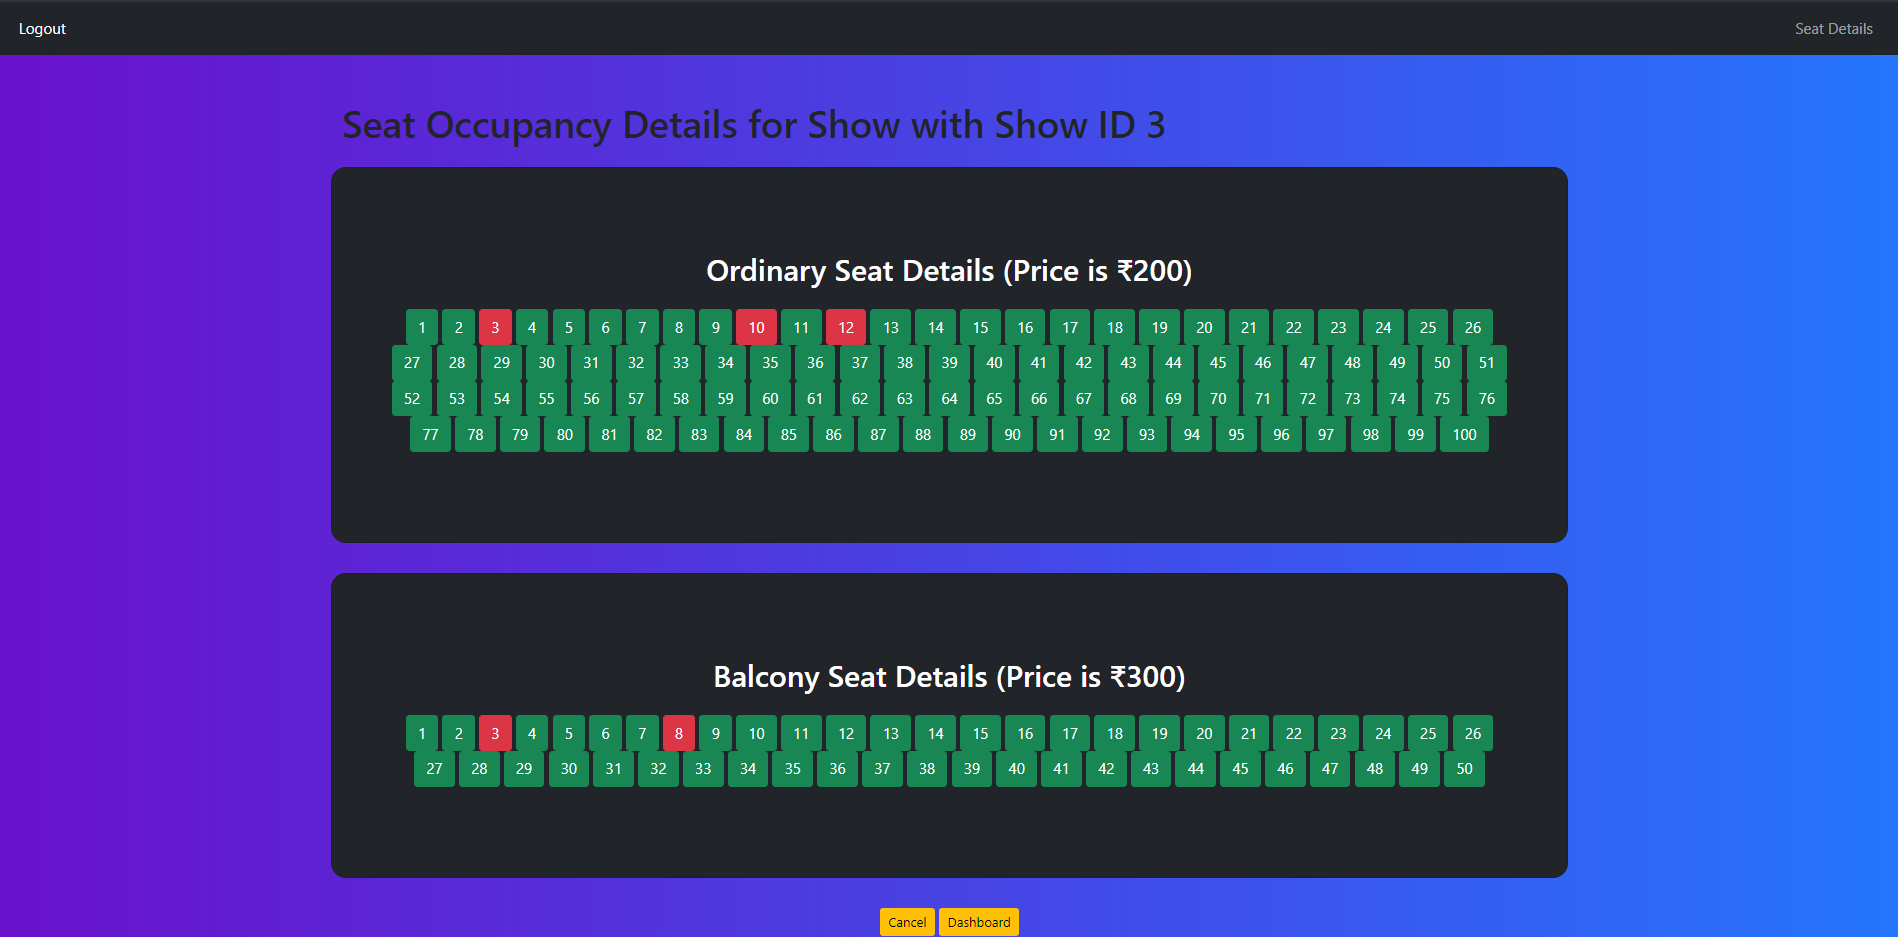 Logout Seat Details
Seat Occupancy Details for Show with Show ID 3
Ordinary Seat Details (Price is ₹200)
1 2 3 4 5 6 7 8 9 10 11 12 13 14 15 16 17 18 19 20 21 22 23 24 25 26
27 28 29 30 31 32 33 34 35 36 37 38 39 40 41 42 43 44 45 46 47 48 49 50 51
52 53 54 55 56 57 58 59 60 61 62 63 64 65 66 67 68 69 70 71 72 73 74 75 76
77 78 79 80 81 82 83 84 85 86 87 88 89 90 91 92 93 94 95 96 97 98 99 100
Balcony Seat Details (Price is ₹300)
1 2 3 4 5 6 7 8 9 10 11 12 13 14 15 16 17 18 19 20 21 22 23 24 25 26
27 28 29 30 31 32 33 34 35 36 37 38 39 40 41 42 43 44 45 46 47 48 49 50
Cancel Dashboard